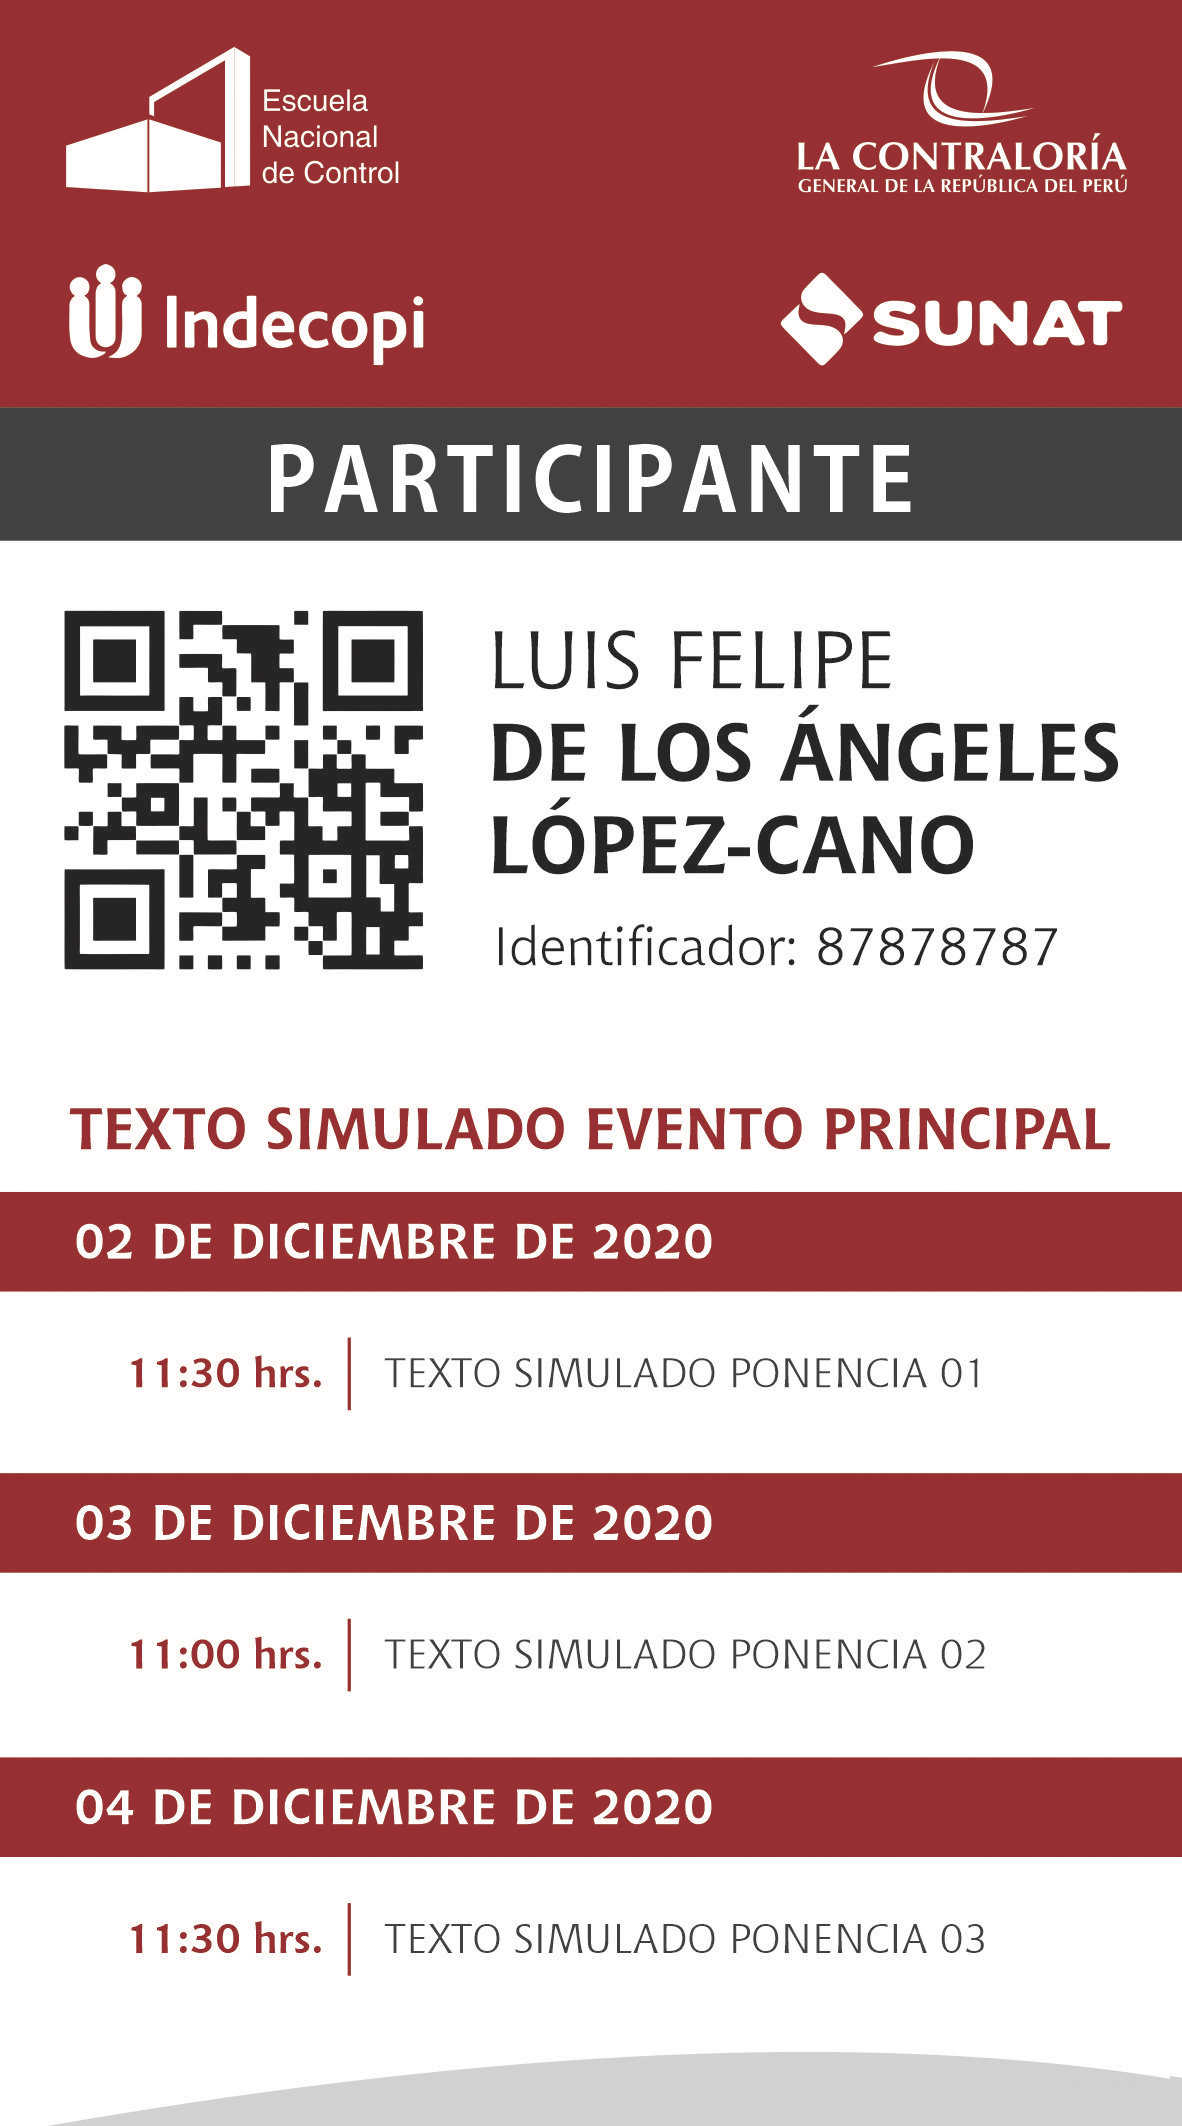 Escuela
Nacional
de Control
LA CONTRALORÍA
GENERAL DE LA REPÚBLICA DEL PERÚ
Indecopi
SUNAT
PARTICIPANTE
LUIS FELIPE
DE LOS ÁNGELES
LÓPEZ-CANO
Identificador: 87878787
TEXTO SIMULADO EVENTO PRINCIPAL
02 DE DICIEMBRE DE 2020
11:30 hrs. TEXTO SIMULADO PONENCIA 01
03 DE DICIEMBRE DE 2020
11:00 hrs. TEXTO SIMULADO PONENCIA 02
04 DE DICIEMBRE DE 2020
11:30 hrs. TEXTO SIMULADO PONENCIA 03